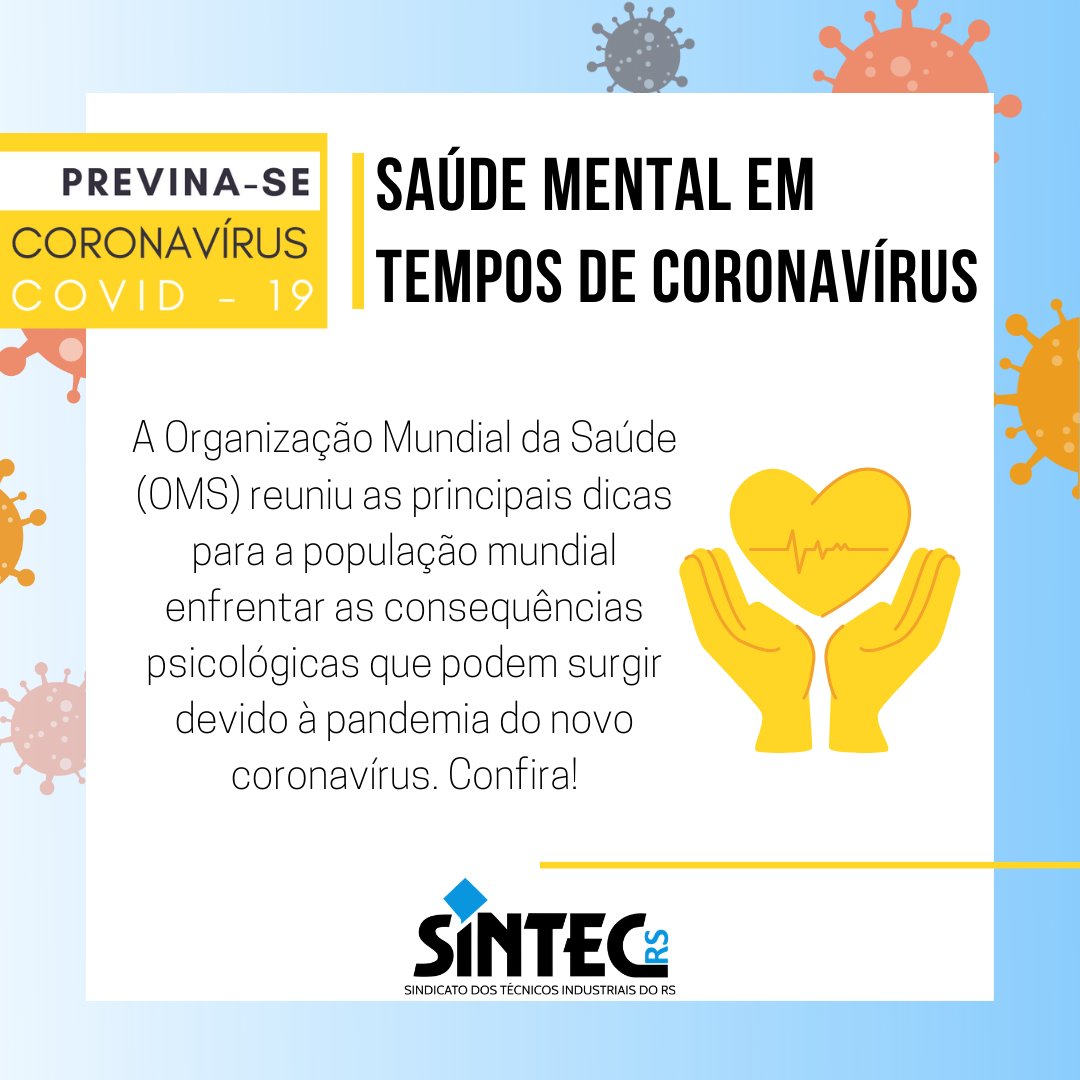 PREVINA-SE
CORONAVÍRUS
COVID - 19
SAÚDE MENTAL EM
TEMPOS DE CORONAVÍRUS
A Organização Mundial da Saúde
(OMS) reuniu as principais dicas
para a população mundial
enfrentar as consequências
psicológicas que podem surgir
devido à pandemia do novo
coronavírus. Confira!
SINTEC RS
SINDICATO DOS TÉCNICOS INDUSTRIAIS DO RS